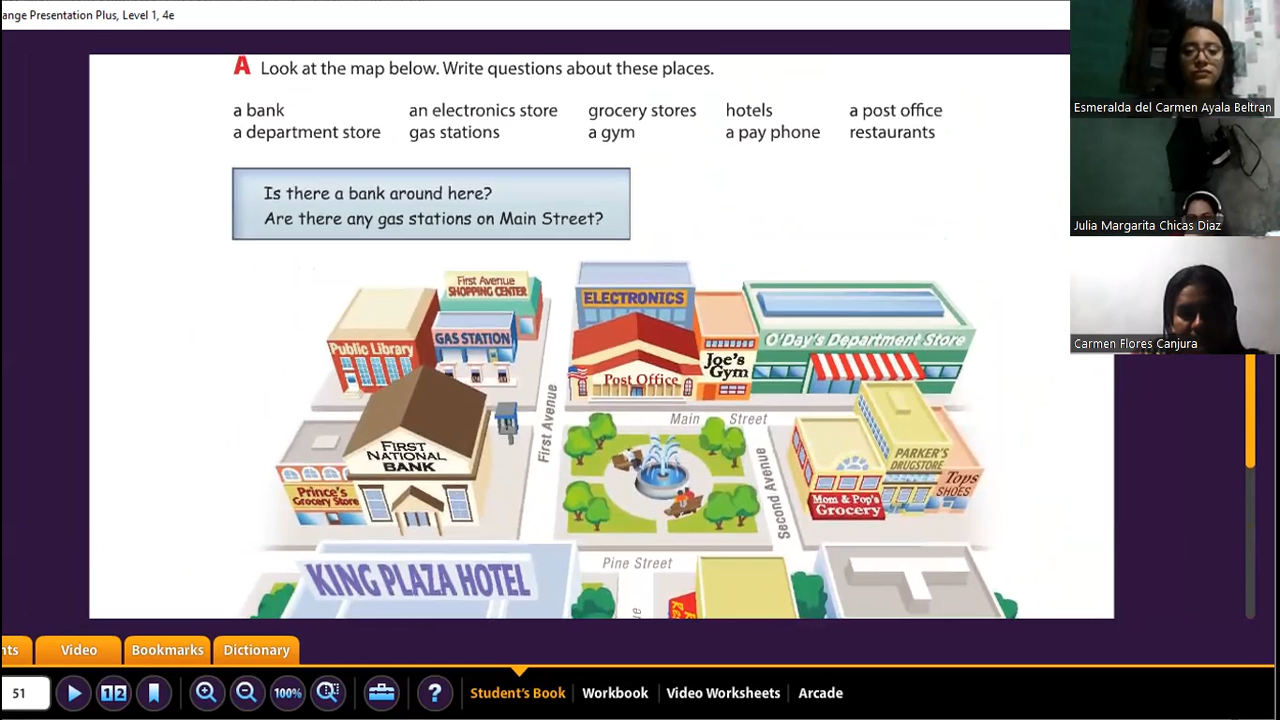 ange Presentation Plus, Level 1, 4e
A Look at the map below. Write questions about these places.
a bank an electronics store grocery stores hotels a post office
a department store gas stations a gym a pay phone restaurants
Is there a bank around here?
Are there any gas stations on Main Street?
First Avenue
SHOPPING CENTER
GAS STATION
Public Library
ELECTRONICS
Post Office
Joe's
Gym
O'Day's Department Store
Main Street
First Avenue
FIRST
NATIONAL
BANK
Prince's
Grocery Store
Second Avenue
PARKER'S
DRUGSTORE
Tops
SHOES
Mom & Pop's
Grocery
Pine Street
KING PLAZA HOTEL
Esmeralda del Carmen Ayala Beltran
Julia Margarita Chicas Diaz
Carmen Flores Canjura
nts Video Bookmarks Dictionary
51 1 2 100% ? Student's Book Workbook Video Worksheets Arcade